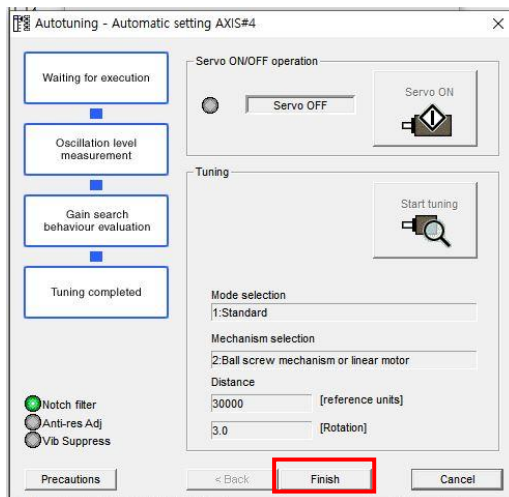 Autotuning - Automatic setting AXIS#4
Waiting for execution
Oscillation level
measurement
Gain search
behaviour evaluation
Tuning completed
Notch filter
Anti-res Adj
Vib Suppress
Servo ON/OFF operation
Servo OFF
Servo ON
Tuning
Start tuning
Mode selection
1:Standard
Mechanism selection
2:Ball screw mechanism or linear motor
Distance
30000 [reference units]
3.0 [Rotation]
Precautions
< Back
Finish
Cancel